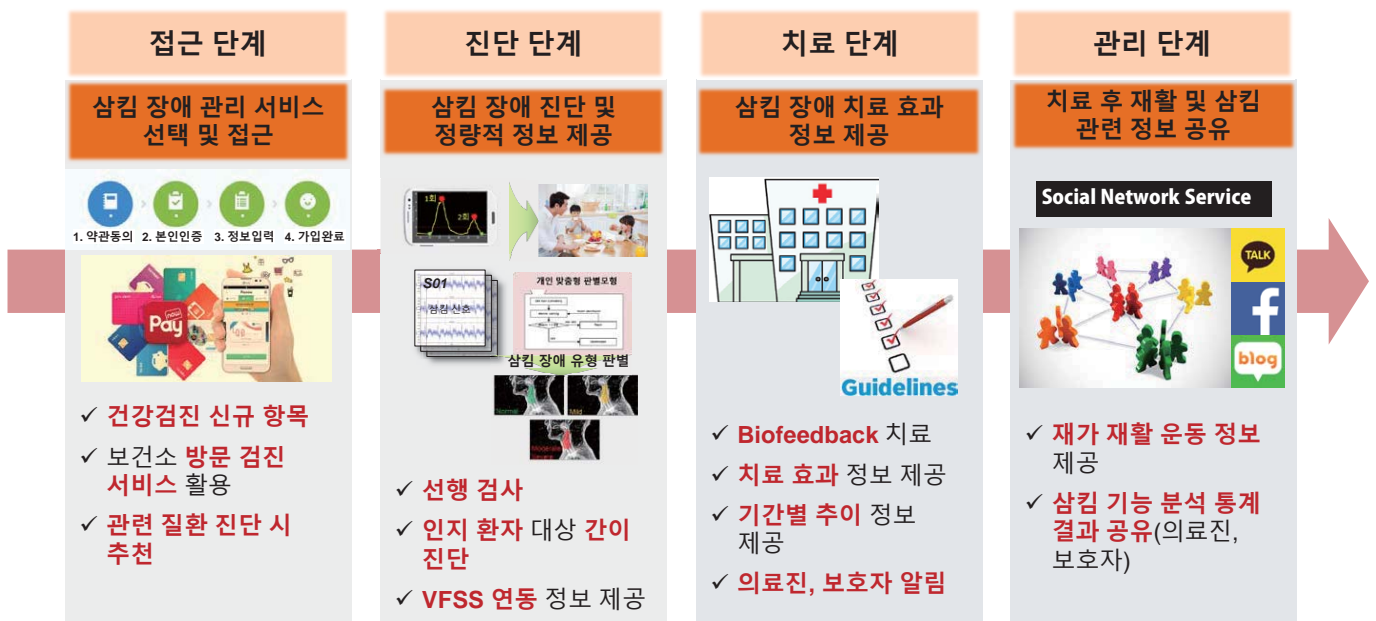 접근 단계
삼킴 장애 관리 서비스
선택 및 접근
1. 약관동의 2. 본인인증 3. 정보입력 4. 가입완료
now
Pay
✓ 건강검진 신규 항목
✓ 보건소 방문 검진
서비스 활용
✓ 관련 질환 진단 시
추천
진단 단계
삼킴 장애 진단 및
정량적 정보 제공
1회
2회
S01
삼킴 신호
개인 맞춤형 판별모형
삼킴 장애 유형 판별
Normal
Mild
Moderate
Severe
✓ 선행 검사
✓ 인지 환자 대상 간이
진단
✓ VFSS 연동 정보 제공
치료 단계
삼킴 장애 치료 효과
정보 제공
Guidelines
✓ Biofeedback 치료
✓ 치료 효과 정보 제공
✓ 기간별 추이 정보
제공
✓ 의료진, 보호자 알림
관리 단계
치료 후 재활 및 삼킴
관련 정보 공유
Social Network Service
TALK
f
blog
✓ 재가 재활 운동 정보
제공
✓ 삼킴 기능 분석 통계
결과 공유(의료진,
보호자)